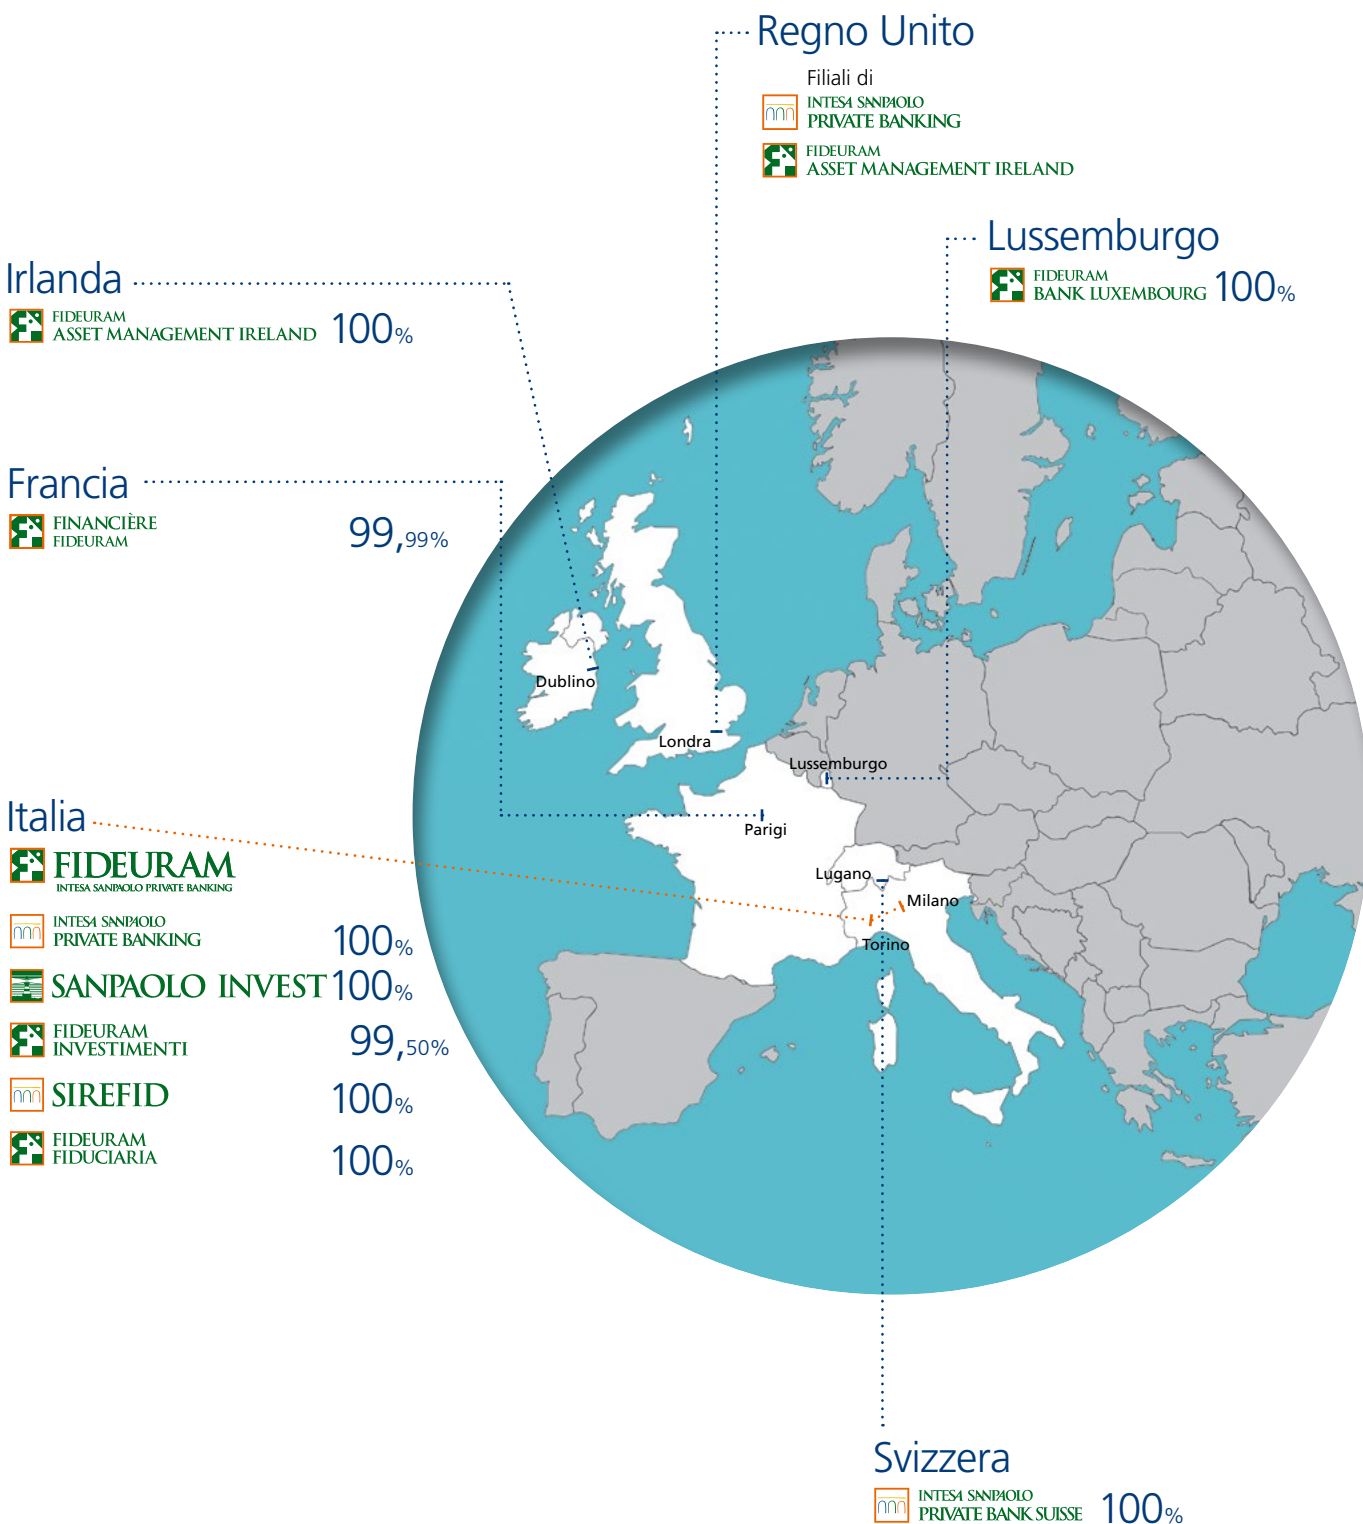 Regno Unito
Filiali di
INTESA SANPAOLO
PRIVATE BANKING
FIDEURAM
ASSET MANAGEMENT IRELAND
Lussemburgo
FIDEURAM
BANK LUXEMBOURG 100%
Irlanda
FIDEURAM
ASSET MANAGEMENT IRELAND 100%
Francia
FINANCIÈRE
FIDEURAM
99,99%
Dublino
Londra
Lussemburgo
Parigi
Lugano
Milano
Torino
Italia
FIDEURAM
INTESA SANPAOLO PRIVATE BANKING
INTESA SANPAOLO
PRIVATE BANKING 100%
SANPAOLO INVEST 100%
FIDEURAM
INVESTIMENTI 99,50%
SIREFID 100%
FIDEURAM
FIDUCIARIA 100%
Svizzera
INTESA SANPAOLO
PRIVATE BANK SUISSE 100%